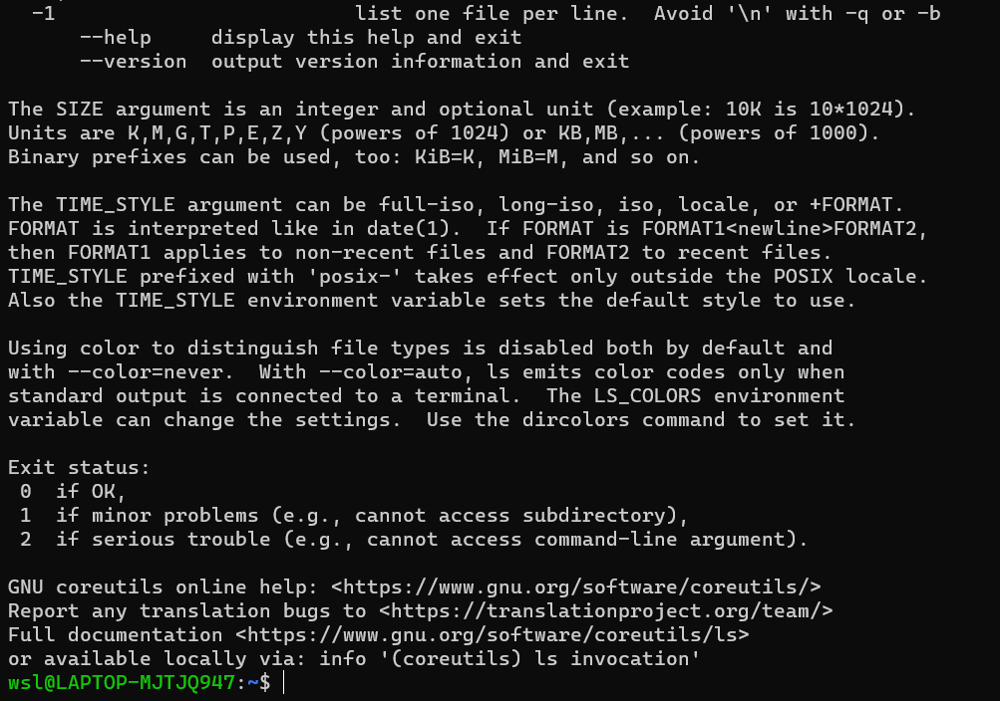 -1                         list one file per line.  Avoid '\n' with -q or -b
      --help     display this help and exit
      --version  output version information and exit

The SIZE argument is an integer and optional unit (example: 10K is 10*1024).
Units are K,M,G,T,P,E,Z,Y (powers of 1024) or KB,MB,... (powers of 1000).
Binary prefixes can be used, too: KiB=K, MiB=M, and so on.

The TIME_STYLE argument can be full-iso, long-iso, iso, locale, or +FORMAT.
FORMAT is interpreted like in date(1).  If FORMAT is FORMAT1<newline>FORMAT2,
then FORMAT1 applies to non-recent files and FORMAT2 to recent files.
TIME_STYLE prefixed with 'posix-' takes effect only outside the POSIX locale.
Also the TIME_STYLE environment variable sets the default style to use.

Using color to distinguish file types is disabled both by default and
with --color=never.  With --color=auto, ls emits color codes only when
standard output is connected to a terminal.  The LS_COLORS environment
variable can change the settings.  Use the dircolors command to set it.

Exit status:
 0  if OK,
 1  if minor problems (e.g., cannot access subdirectory),
 2  if serious trouble (e.g., cannot access command-line argument).

GNU coreutils online help: <https://www.gnu.org/software/coreutils/>
Report any translation bugs to <https://translationproject.org/team/>
Full documentation <https://www.gnu.org/software/coreutils/ls>
or available locally via: info '(coreutils) ls invocation'
wsl@LAPTOP-MJTJQ947:~$